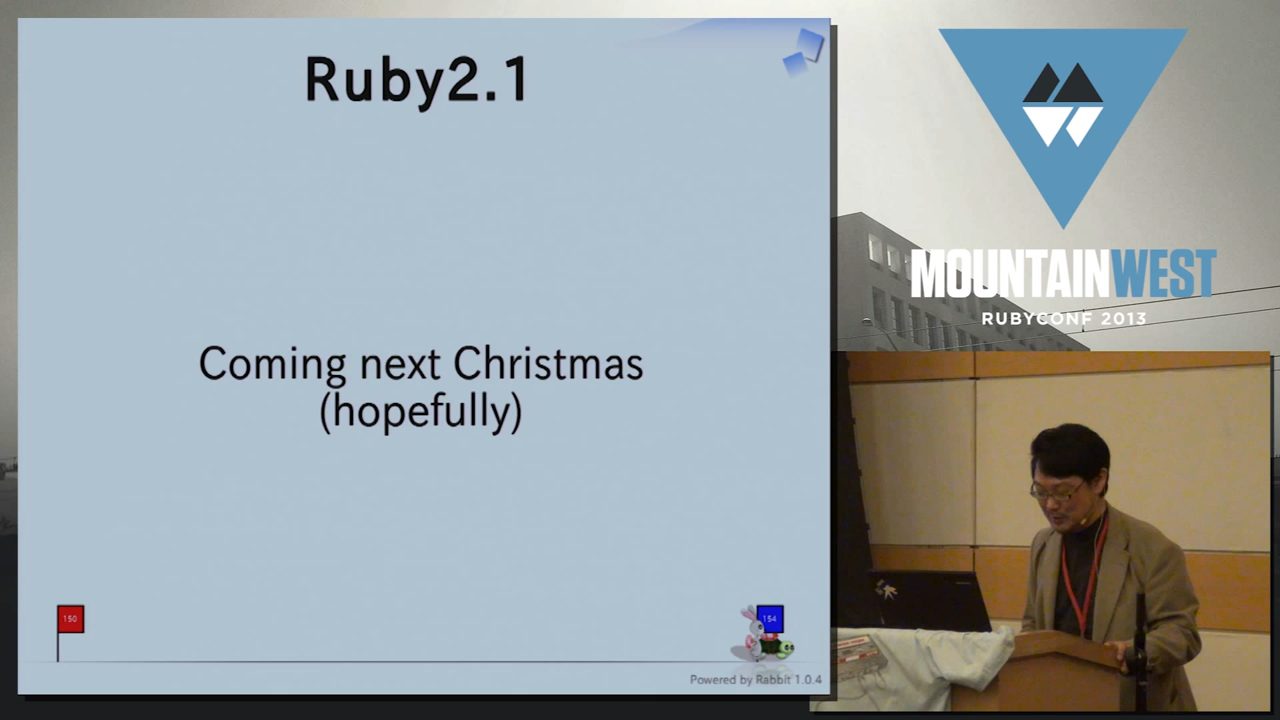 Ruby2.1
Coming next Christmas
(hopefully)
150
154
Powered by Rabbit 1.0.4
MOUNTAINWEST
RUBYCONF 2013